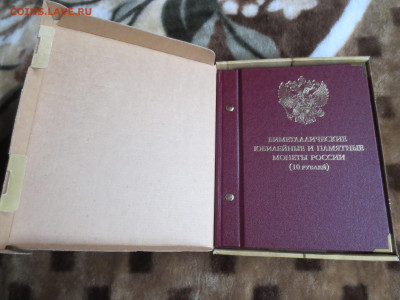 COINS.LAVE.RU
БИМЕТАЛЛИЧЕСКИЕ
ЮБИЛЕЙНЫЕ И ПАМЯТНЫЕ
МОНЕТЫ РОССИИ
(10 РУБЛЕЙ)